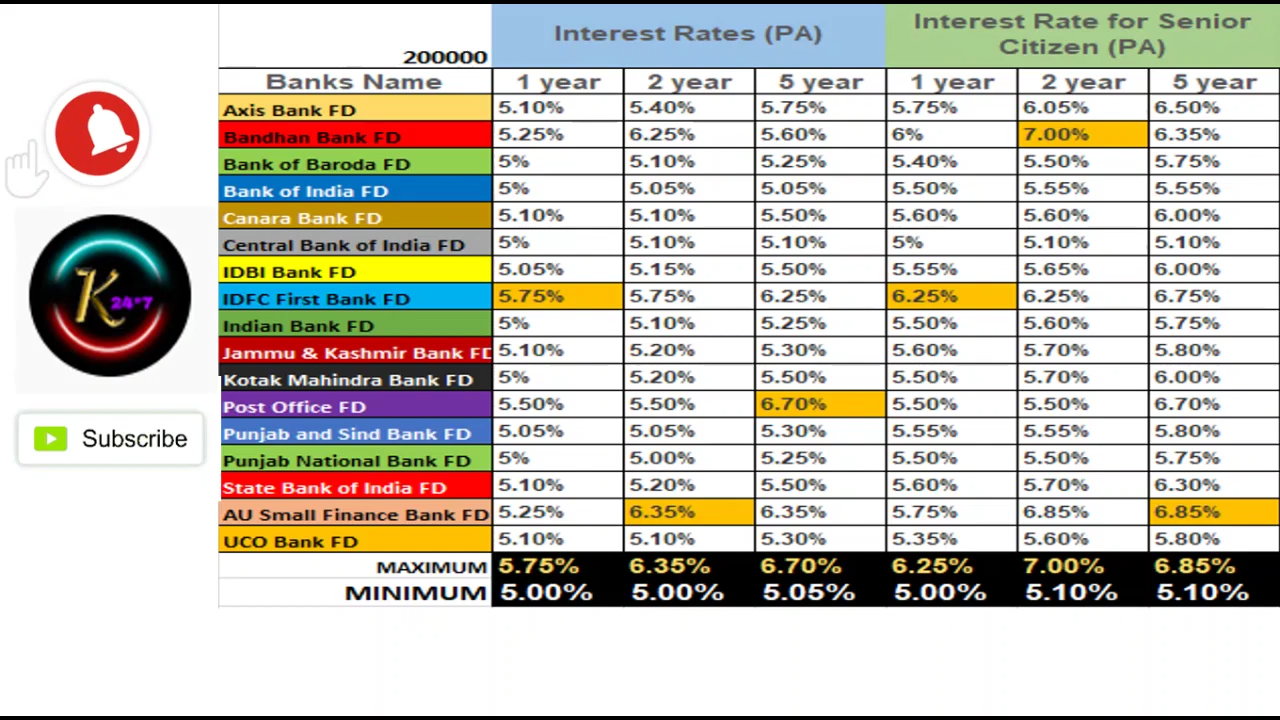 Interest Rates (PA) Interest Rate for Senior
Citizen (PA)
200000
Banks Name 1 year 2 year 5 year 1 year 2 year 5 year
Axis Bank FD 5.10% 5.40% 5.75% 5.75% 6.05% 6.50%
Bandhan Bank FD 5.25% 6.25% 5.60% 6% 7.00% 6.35%
Bank of Baroda FD 5% 5.10% 5.25% 5.40% 5.50% 5.75%
Bank of India FD 5% 5.05% 5.05% 5.50% 5.55% 5.55%
Canara Bank FD 5.10% 5.10% 5.50% 5.60% 5.60% 6.00%
Central Bank of India FD 5% 5.10% 5.10% 5% 5.10% 5.10%
IDBI Bank FD 5.05% 5.15% 5.50% 5.55% 5.65% 6.00%
IDFC First Bank FD 5.75% 5.75% 6.25% 6.25% 6.25% 6.75%
Indian Bank FD 5% 5.10% 5.25% 5.50% 5.60% 5.75%
Jammu & Kashmir Bank FD 5.10% 5.20% 5.30% 5.60% 5.70% 5.80%
Kotak Mahindra Bank FD 5% 5.20% 5.50% 5.50% 5.70% 6.00%
Post Office FD 5.50% 5.50% 6.70% 5.50% 5.50% 6.70%
Punjab and Sind Bank FD 5.05% 5.05% 5.30% 5.55% 5.55% 5.80%
Punjab National Bank FD 5% 5.00% 5.25% 5.50% 5.50% 5.75%
State Bank of India FD 5.10% 5.20% 5.50% 5.60% 5.70% 6.30%
AU Small Finance Bank FD 5.25% 6.35% 6.35% 5.75% 6.85% 6.85%
UCO Bank FD 5.10% 5.10% 5.30% 5.35% 5.60% 5.80%
MAXIMUM 5.75% 6.35% 6.70% 6.25% 7.00% 6.85%
MINIMUM 5.00% 5.00% 5.05% 5.00% 5.10% 5.10%
K 24*7
Subscribe